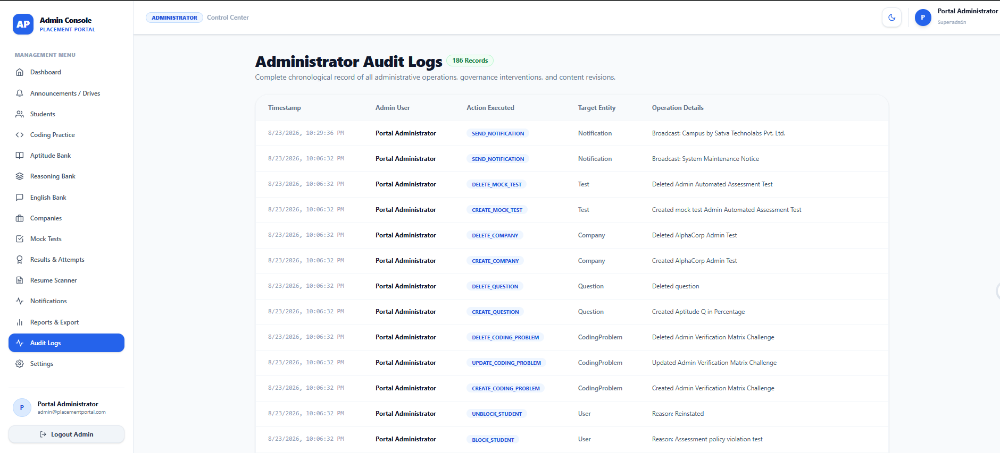 AP
Admin Console
PLACEMENT PORTAL
MANAGEMENT MENU
Dashboard
Announcements / Drives
Students
Coding Practice
Aptitude Bank
Reasoning Bank
English Bank
Companies
Mock Tests
Results & Attempts
Resume Scanner
Notifications
Reports & Export
Audit Logs
Settings
P
Portal Administrator
admin@placementportal.com
Logout Admin
ADMINISTRATOR Control Center
P
Portal Administrator
Superadmin
Administrator Audit Logs 186 Records
Complete chronological record of all administrative operations, governance interventions, and content revisions.
Timestamp Admin User Action Executed Target Entity Operation Details
8/23/2026, 10:29:36 PM Portal Administrator SEND_NOTIFICATION Notification Broadcast: Campus by Satva Technolabs Pvt. Ltd.
8/23/2026, 10:06:32 PM Portal Administrator SEND_NOTIFICATION Notification Broadcast: System Maintenance Notice
8/23/2026, 10:06:32 PM Portal Administrator DELETE_MOCK_TEST Test Deleted Admin Automated Assessment Test
8/23/2026, 10:06:32 PM Portal Administrator CREATE_MOCK_TEST Test Created mock test Admin Automated Assessment Test
8/23/2026, 10:06:32 PM Portal Administrator DELETE_COMPANY Company Deleted AlphaCorp Admin Test
8/23/2026, 10:06:32 PM Portal Administrator CREATE_COMPANY Company Created AlphaCorp Admin Test
8/23/2026, 10:06:32 PM Portal Administrator DELETE_QUESTION Question Deleted question
8/23/2026, 10:06:32 PM Portal Administrator CREATE_QUESTION Question Created Aptitude Q in Percentage
8/23/2026, 10:06:32 PM Portal Administrator DELETE_CODING_PROBLEM CodingProblem Deleted Admin Verification Matrix Challenge
8/23/2026, 10:06:32 PM Portal Administrator UPDATE_CODING_PROBLEM CodingProblem Updated Admin Verification Matrix Challenge
8/23/2026, 10:06:32 PM Portal Administrator CREATE_CODING_PROBLEM CodingProblem Created Admin Verification Matrix Challenge
8/23/2026, 10:06:32 PM Portal Administrator UNBLOCK_STUDENT User Reason: Reinstated
8/23/2026, 10:06:32 PM Portal Administrator BLOCK_STUDENT User Reason: Assessment policy violation test